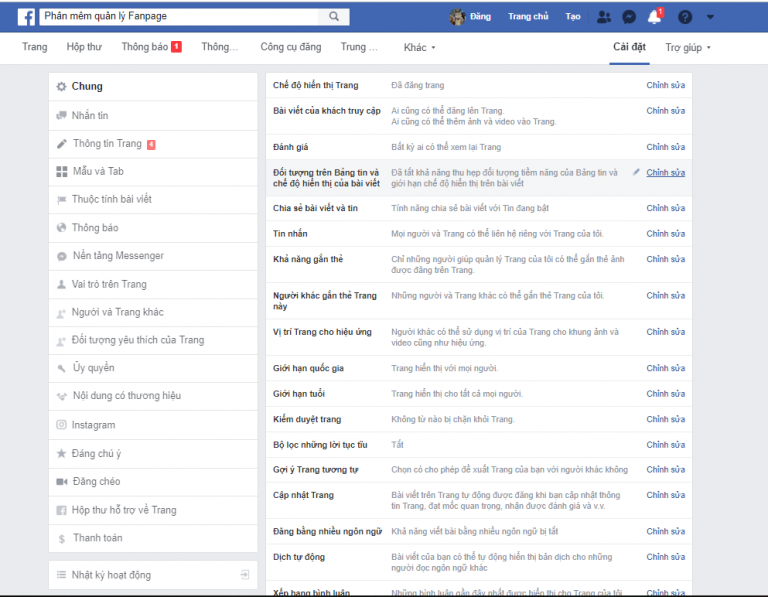 Phân mêm quản lý Fanpage
Đăng Trang chủ Tạo 1
Trang Hộp thư Thông báo 1 Thông... Công cụ đăng Trung ... Khác Cài đặt Trợ giúp
Chung
Nhắn tin
Thông tin Trang 4
Mẫu và Tab
Thuộc tính bài viết
Thông báo
Nền tảng Messenger
Vai trò trên Trang
Người và Trang khác
Đối tượng yêu thích của Trang
Ủy quyền
Nội dung có thương hiệu
Instagram
Đáng chú ý
Đăng chéo
Hộp thư hỗ trợ về Trang
Thanh toán
Nhật ký hoạt động
Chế độ hiển thị Trang Đã đăng trang Chỉnh sửa
Bài viết của khách truy cập Ai cũng có thể đăng lên Trang. Chỉnh sửa
Ai cũng có thể thêm ảnh và video vào Trang.
Đánh giá Bất kỳ ai có thể xem lại Trang Chỉnh sửa
Đối tượng trên Bảng tin và Đã tắt khả năng thu hẹp đối tượng tiềm năng của Bảng tin và Chỉnh sửa
chế độ hiển thị của bài viết giới hạn chế độ hiển thị trên bài viết
Chia sẻ bài viết và tin Tính năng chia sẻ bài viết với Tin đang bật Chỉnh sửa
Tin nhắn Mọi người và Trang có thể liên hệ riêng với Trang của tôi. Chỉnh sửa
Khả năng gắn thẻ Chỉ những người giúp quản lý Trang của tôi có thể gắn thẻ ảnh Chỉnh sửa
được đăng trên Trang.
Người khác gắn thẻ Trang Những người và Trang khác có thể gắn thẻ Trang của tôi. Chỉnh sửa
này
Vị trí Trang cho hiệu ứng Người khác có thể sử dụng vị trí của Trang cho khung ảnh và Chỉnh sửa
video cũng như hiệu ứng.
Giới hạn quốc gia Trang hiển thị với mọi người. Chỉnh sửa
Giới hạn tuổi Trang hiển thị cho tất cả mọi người. Chỉnh sửa
Kiểm duyệt trang Không từ nào bị chặn khỏi Trang. Chỉnh sửa
Bộ lọc những lời tục tĩu Tắt Chỉnh sửa
Gợi ý Trang tương tự Chọn có cho phép đề xuất Trang của bạn với người khác không Chỉnh sửa
Cập nhật Trang Bài viết trên Trang tự động được đăng khi bạn cập nhật thông Chỉnh sửa
tin Trang, đạt mốc quan trọng, nhận được đánh giá và v.v.
Đăng bằng nhiều ngôn ngữ Khả năng viết bài bằng nhiều ngôn ngữ bị tắt Chỉnh sửa
Dịch tự động Bài viết của bạn có thể tự động hiển thị bản dịch cho những Chỉnh sửa
người đọc ngôn ngữ khác
Xếp hạng bình luận Những bình luận gần đây nhất được hiển thị cho Trang của tôi Chỉnh sửa